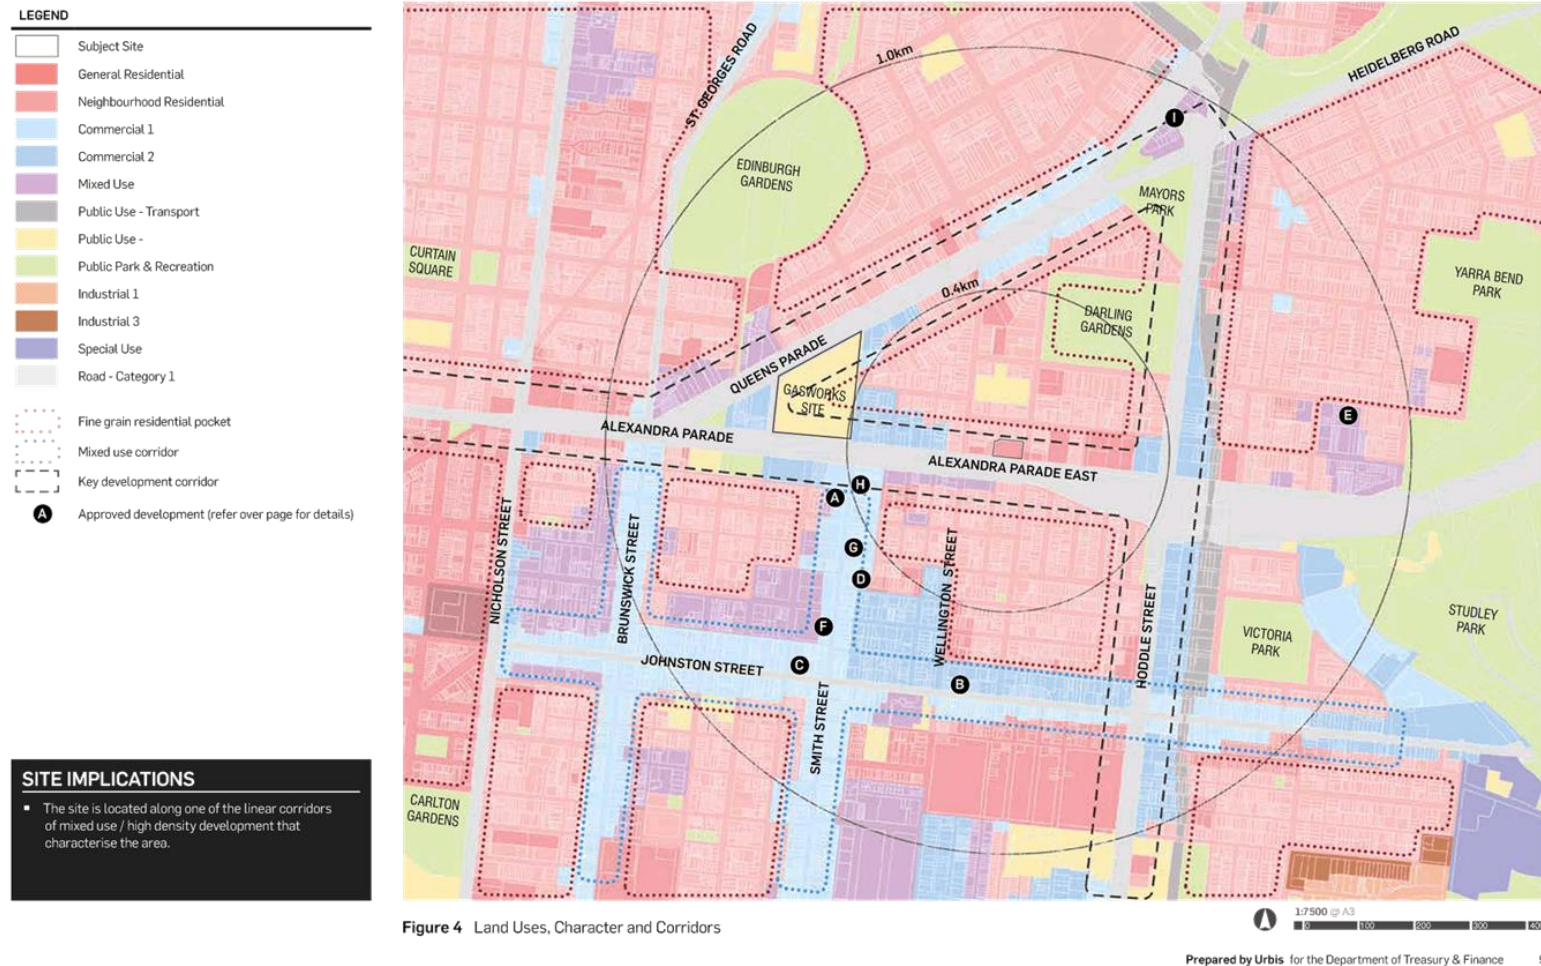 LEGEND
Subject Site
General Residential
Neighbourhood Residential
Commercial 1
Commercial 2
Mixed Use
Public Use - Transport
Public Use -
Public Park & Recreation
Industrial 1
Industrial 3
Special Use
Road - Category 1
Fine grain residential pocket
Mixed use corridor
Key development corridor
A Approved development (refer over page for details)
SITE IMPLICATIONS
▪ The site is located along one of the linear corridors
of mixed use / high density development that
characterise the area.
1.0km
ST. GEORGES ROAD
HEIDELBERG ROAD
I
EDINBURGH
GARDENS
MAYORS
PARK
CURTAIN
SQUARE
YARRA BEND
PARK
0.4km
DARLING
GARDENS
QUEENS PARADE
GASWORKS
SITE
E
ALEXANDRA PARADE
ALEXANDRA PARADE EAST
H
A
G
D
NICHOLSON STREET
BRUNSWICK STREET
WELLINGTON STREET
HODDLE STREET
STUDLEY
PARK
VICTORIA
PARK
F
C
JOHNSTON STREET
B
SMITH STREET
CARLTON
GARDENS
Figure 4 Land Uses, Character and Corridors
1:7500 @ A3
0 100 200 300 40
Prepared by Urbis for the Department of Treasury & Finance